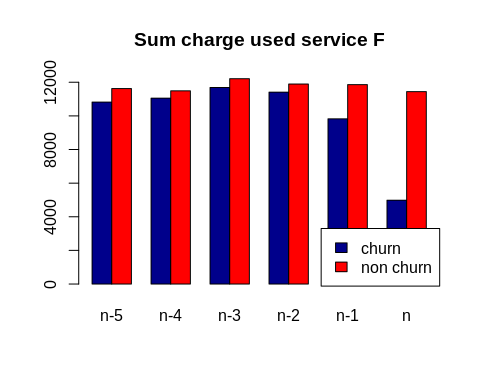 Sum charge used service F
12000
8000
4000
0
churn
non churn
n-5 n-4 n-3 n-2 n-1 n